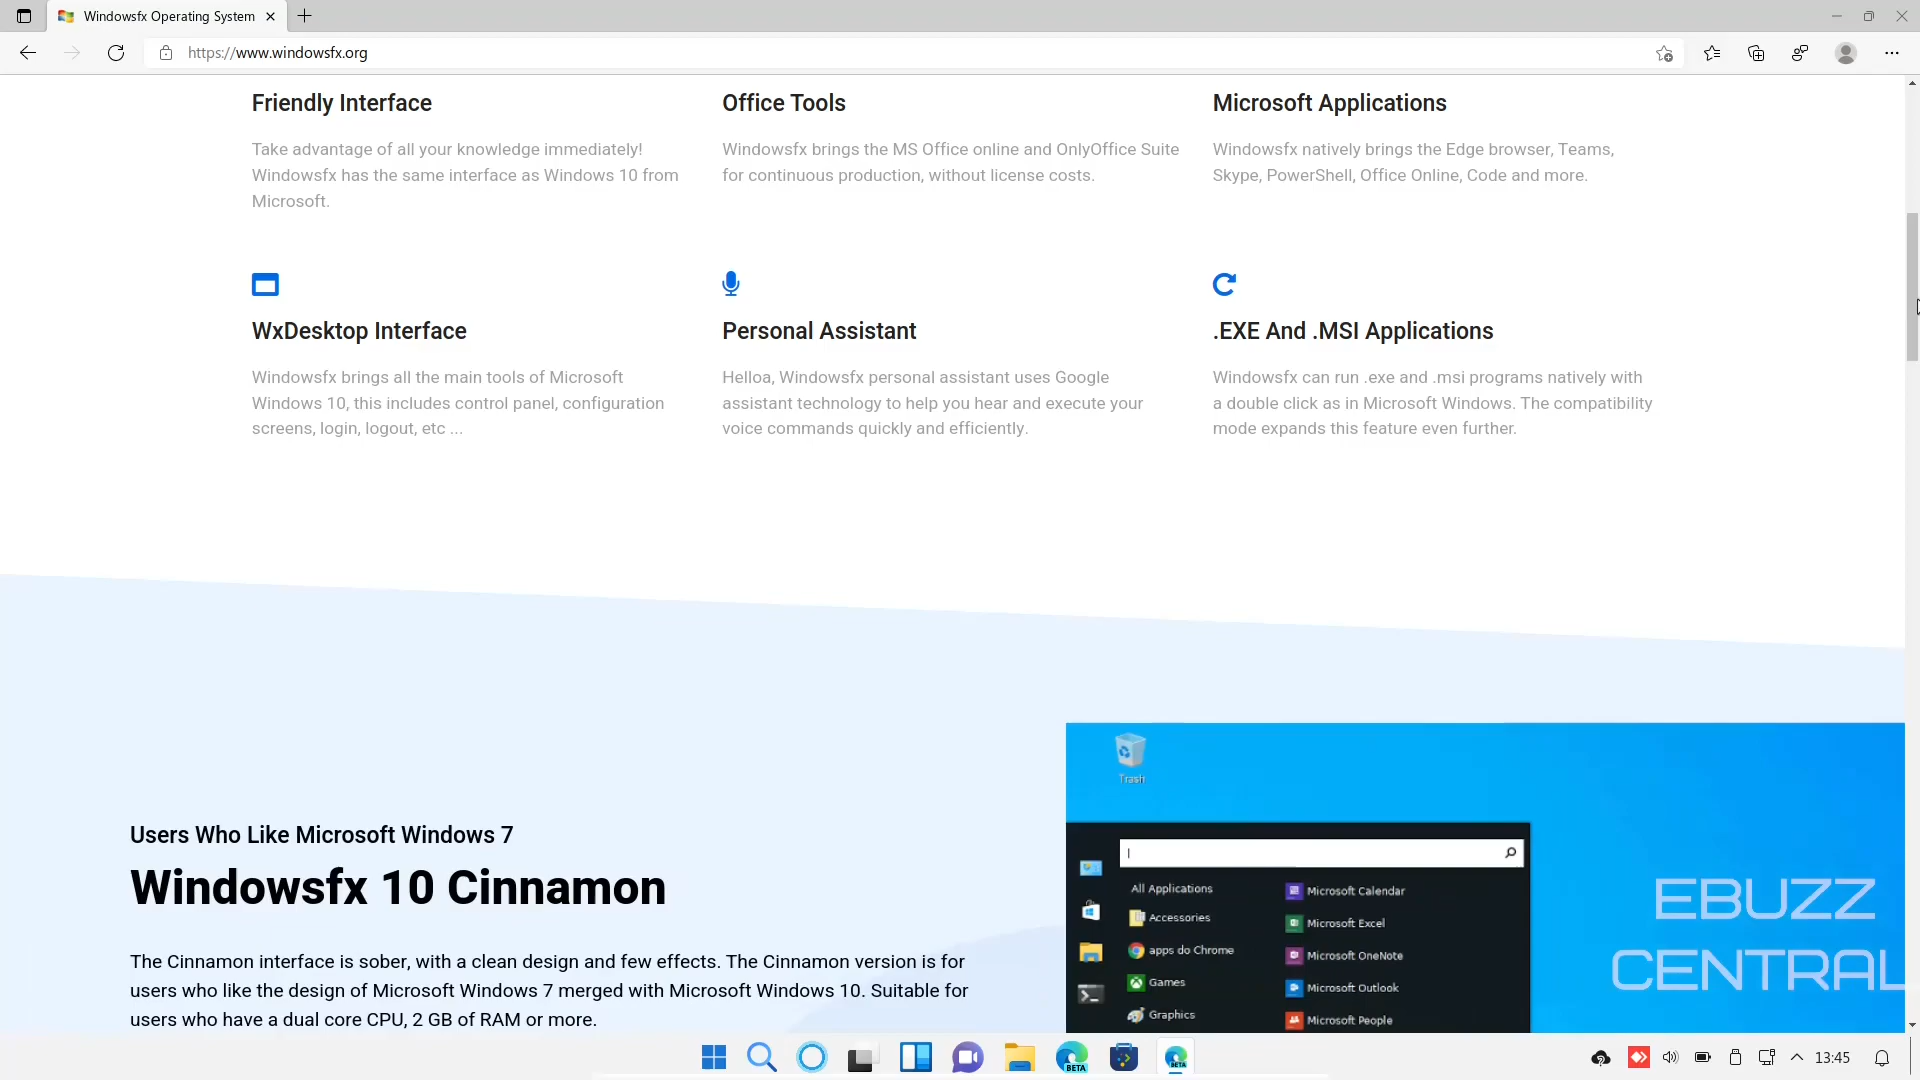 Windowsfx Operating System
https://www.windowsfx.org
Friendly Interface
Take advantage of all your knowledge immediately!
Windowsfx has the same interface as Windows 10 from
Microsoft.
Office Tools
Windowsfx brings the MS Office online and OnlyOffice Suite
for continuous production, without license costs.
Microsoft Applications
Windowsfx natively brings the Edge browser, Teams,
Skype, PowerShell, Office Online, Code and more.
WxDesktop Interface
Windowsfx brings all the main tools of Microsoft
Windows 10, this includes control panel, configuration
screens, login, logout, etc ...
Personal Assistant
Helloa, Windowsfx personal assistant uses Google
assistant technology to help you hear and execute your
voice commands quickly and efficiently.
.EXE And .MSI Applications
Windowsfx can run .exe and .msi programs natively with
a double click as in Microsoft Windows. The compatibility
mode expands this feature even further.
Users Who Like Microsoft Windows 7
Windowsfx 10 Cinnamon
The Cinnamon interface is sober, with a clean design and few effects. The Cinnamon version is for
users who like the design of Microsoft Windows 7 merged with Microsoft Windows 10. Suitable for
users who have a dual core CPU, 2 GB of RAM or more.
Trash
All Applications
Accessories
apps do Chrome
Games
Graphics
Microsoft Calendar
Microsoft Excel
Microsoft OneNote
Microsoft Outlook
Microsoft People
EBUZZ
CENTRAL
BETA
BETA
13:45